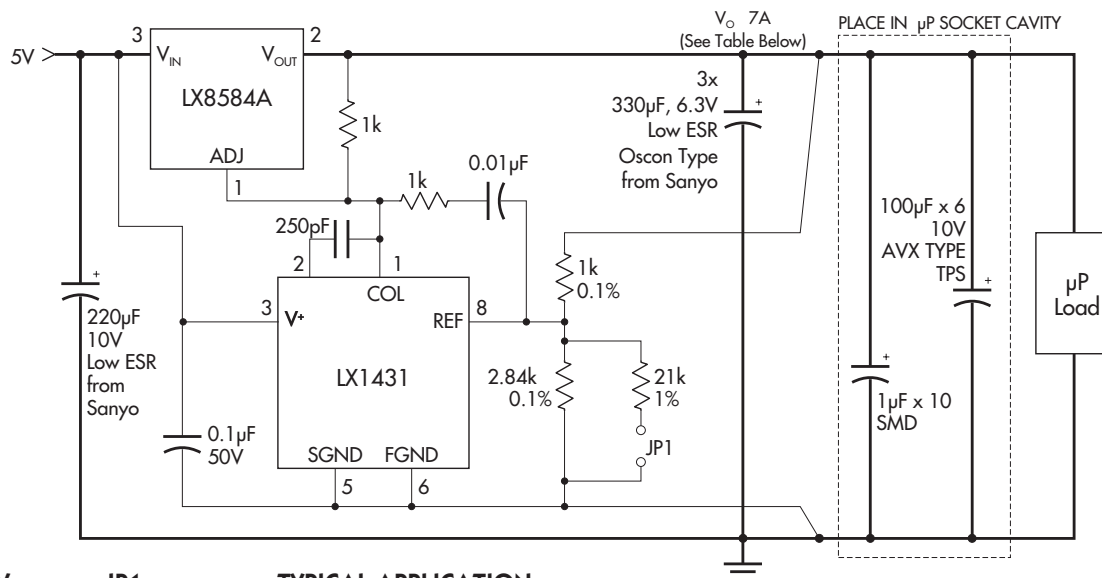 5V
3
V_IN
V_OUT
2
LX8584A
ADJ
1
1k
V_O 7A
(See Table Below)
PLACE IN µP SOCKET CAVITY
3x
330µF, 6.3V
Low ESR
Oscon Type
from Sanyo
0.01µF
1k
250pF
2
1
COL
3
V+
REF
8
LX1431
SGND
FGND
5
6
220µF
10V
Low ESR
from
Sanyo
0.1µF
50V
1k
0.1%
2.84k
0.1%
21k
1%
JP1
100µF x 6
10V
AVX TYPE
TPS
1µF x 10
SMD
µP
Load
+
+
+
+
JP1 TYPICAL APPLICATION